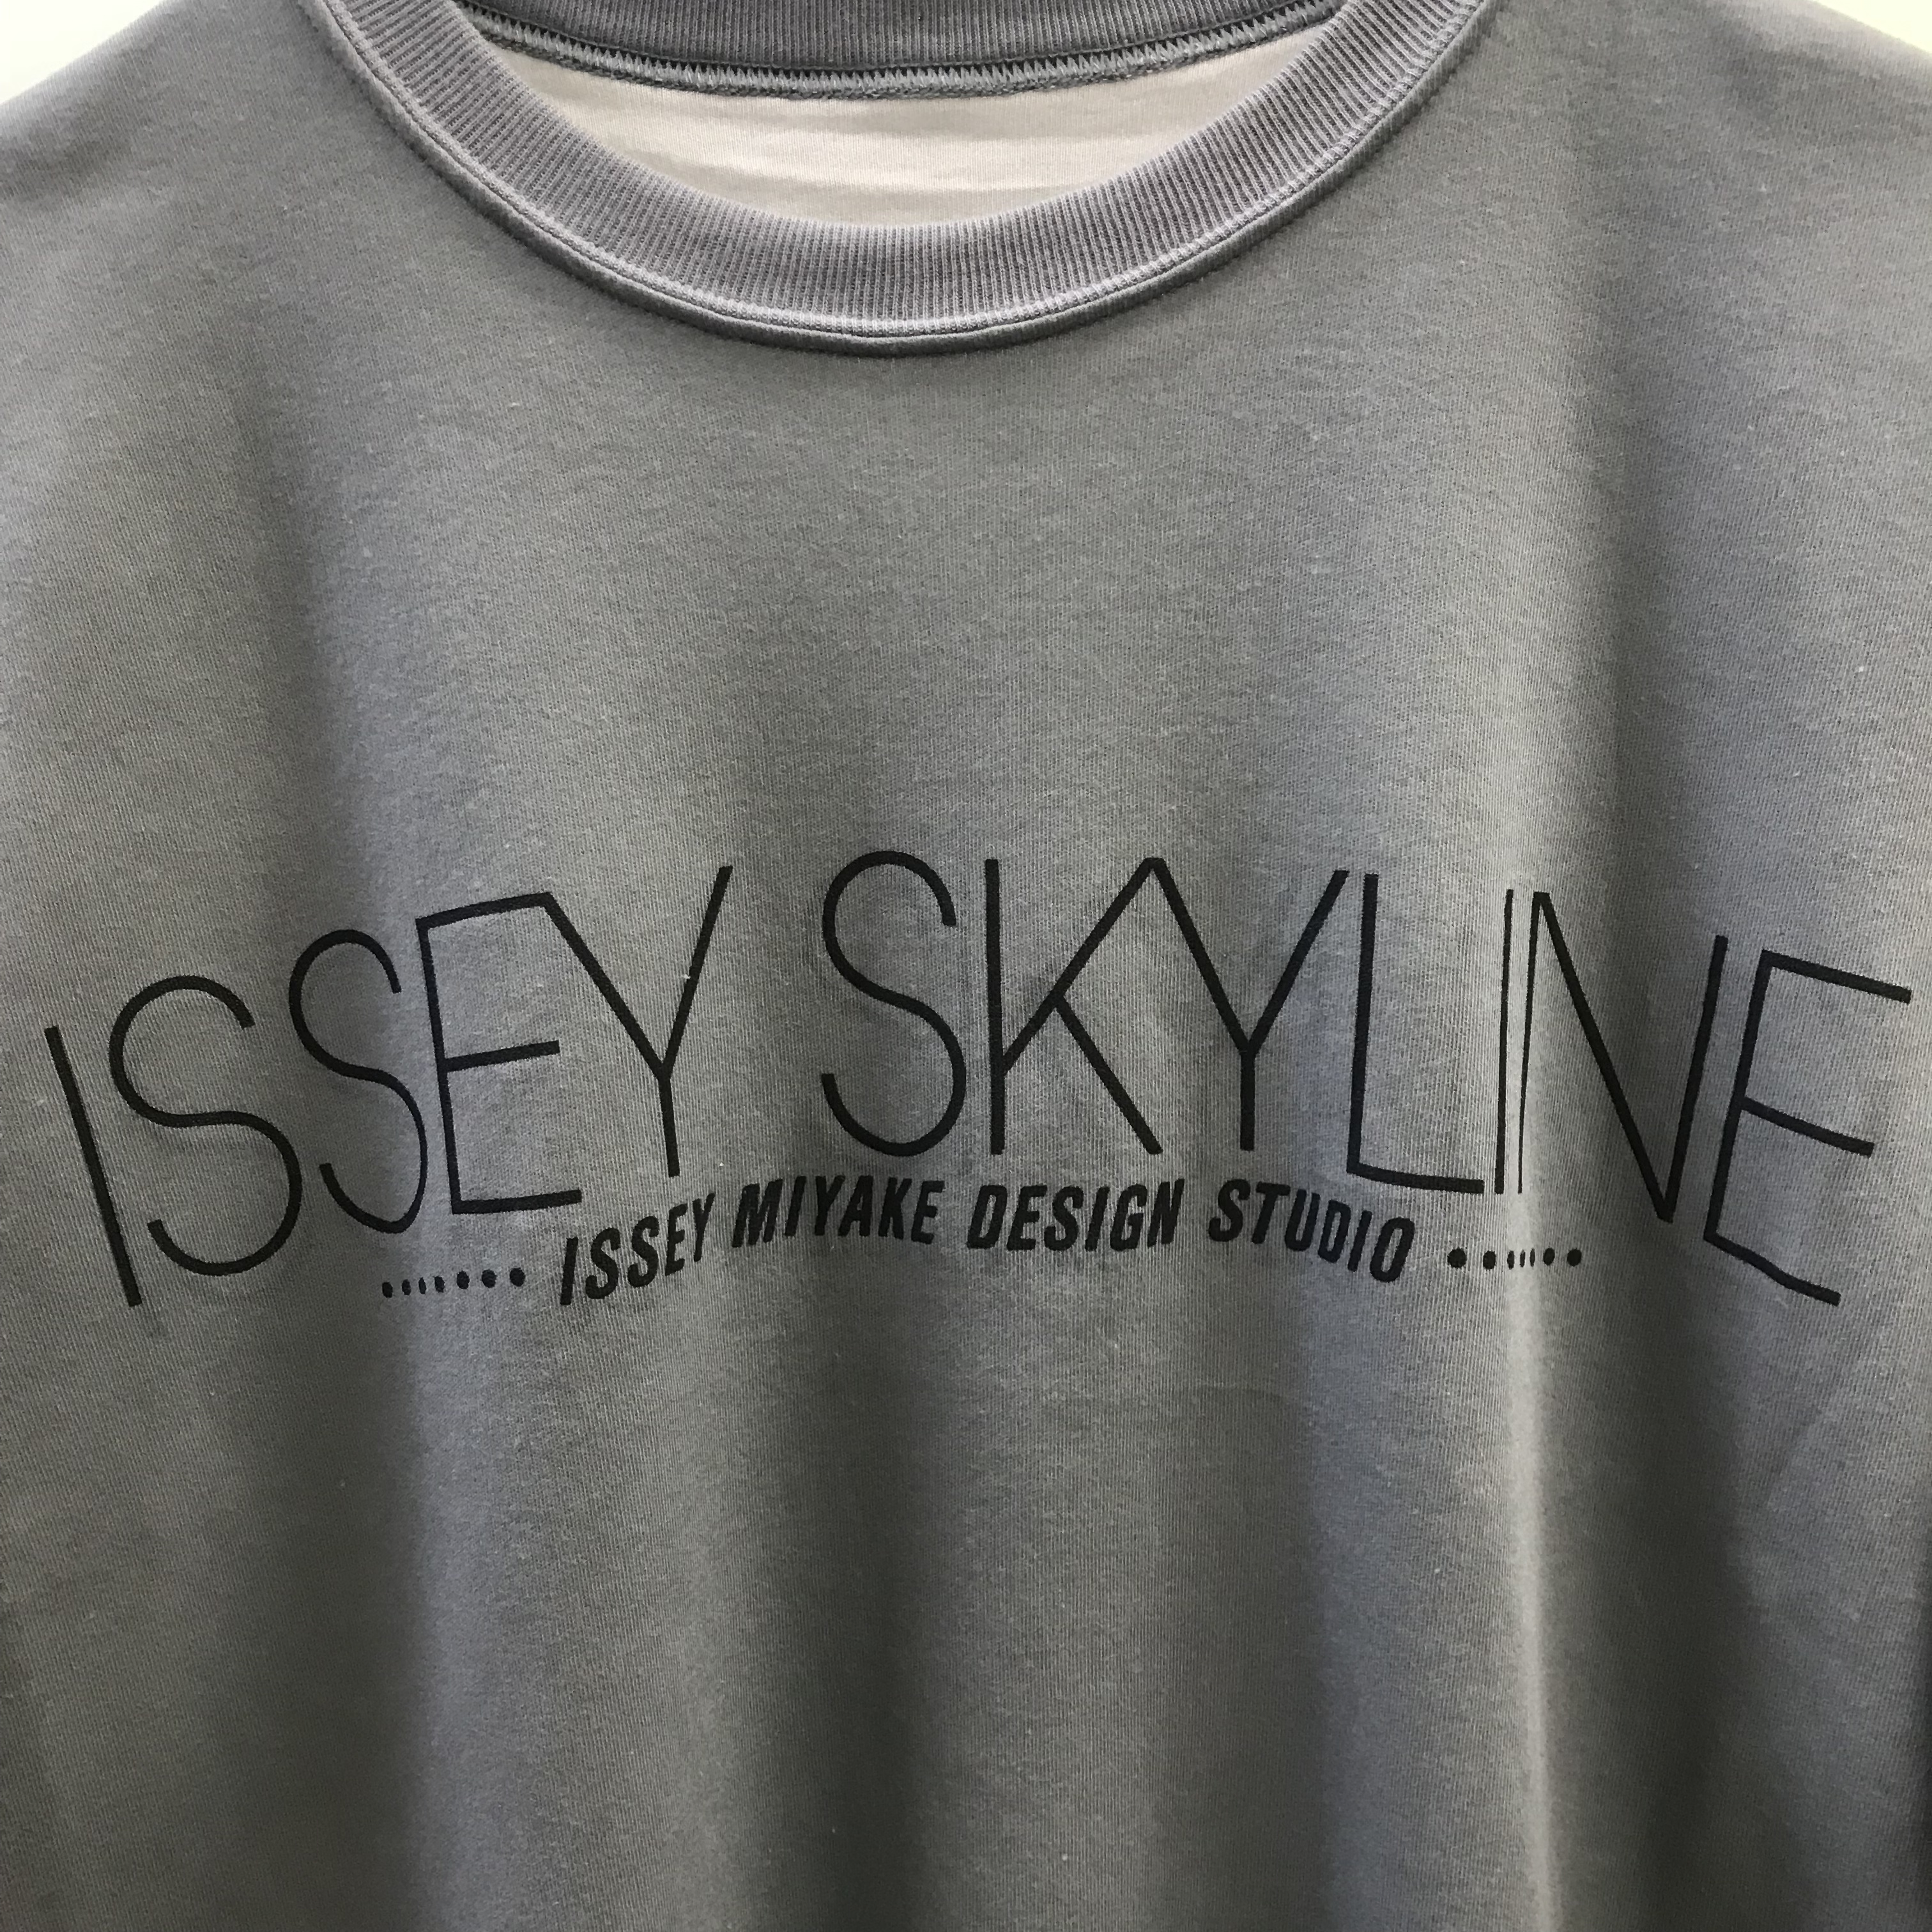 ISSEY SKYLINE
....... ISSEY MIYAKE DESIGN STUDIO .......